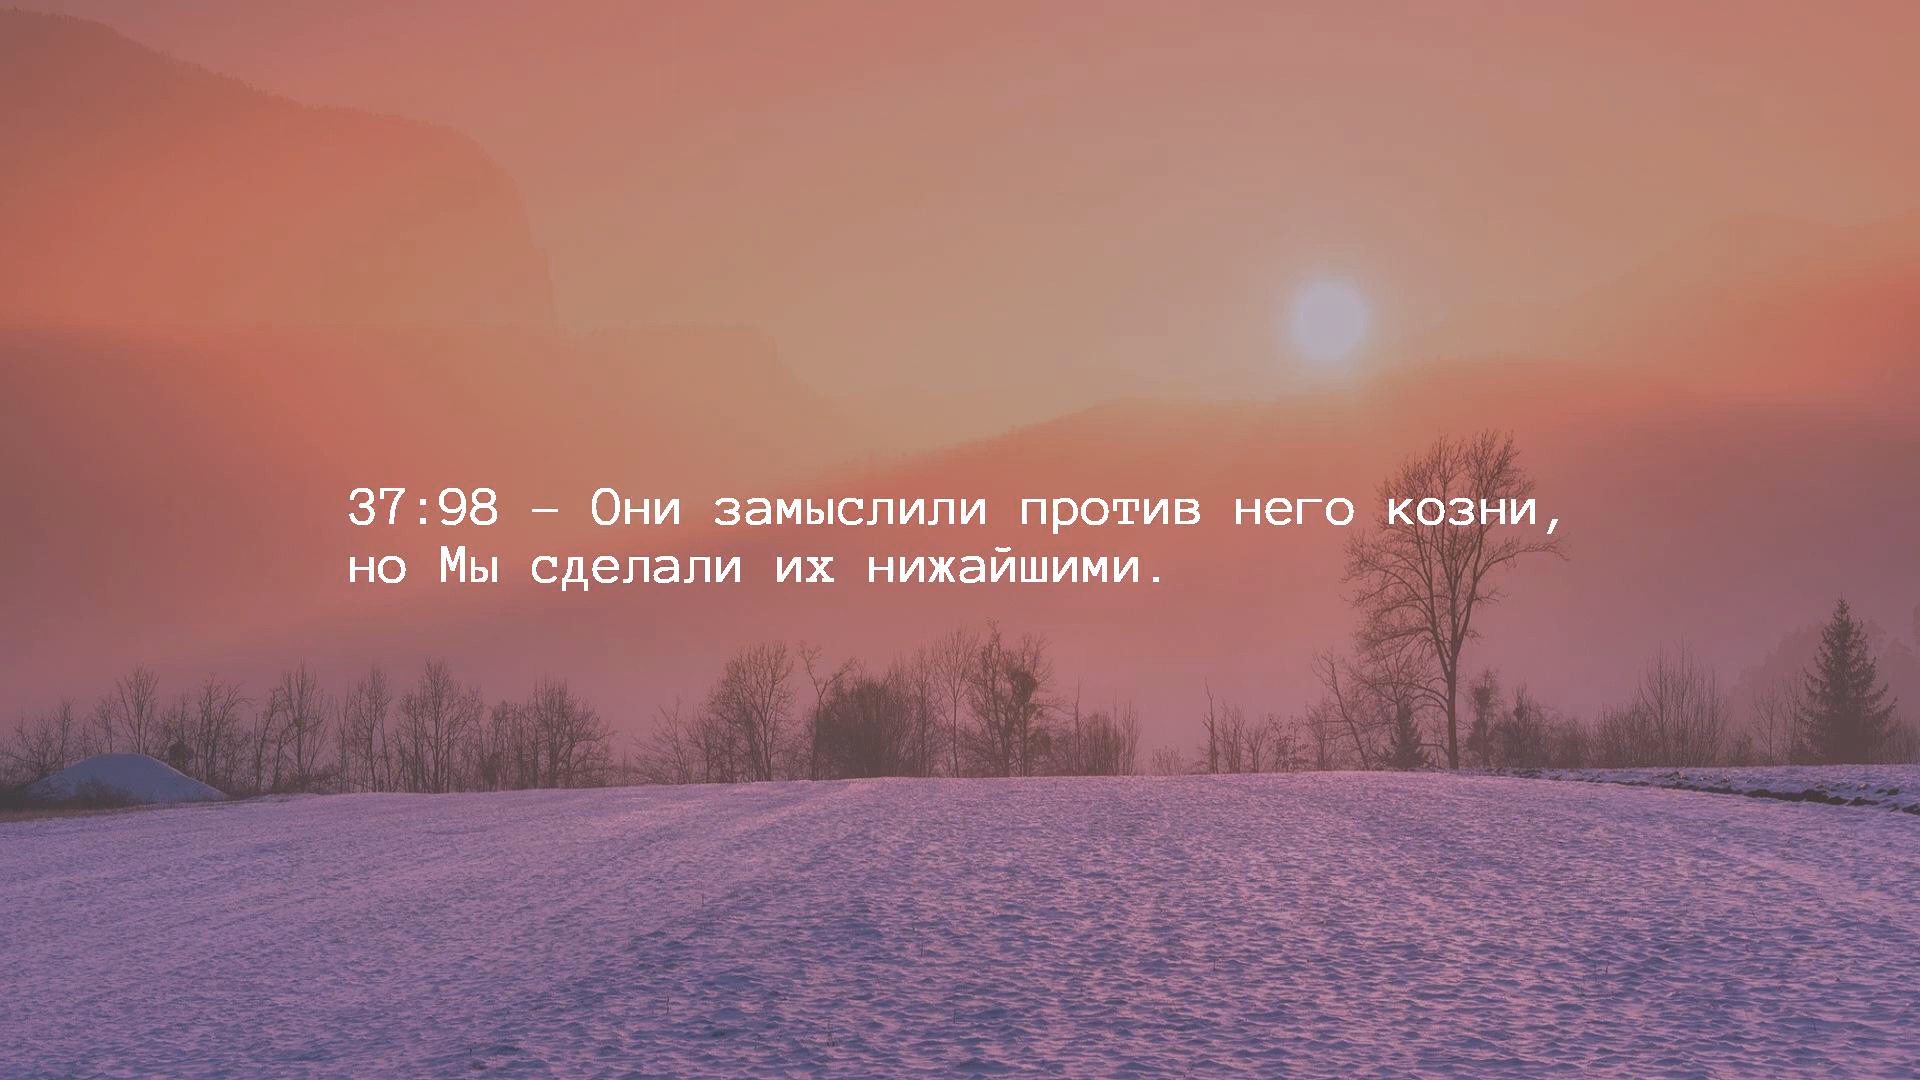 37:98 — Они замыслили против него козни,
но Мы сделали их нижайшими.